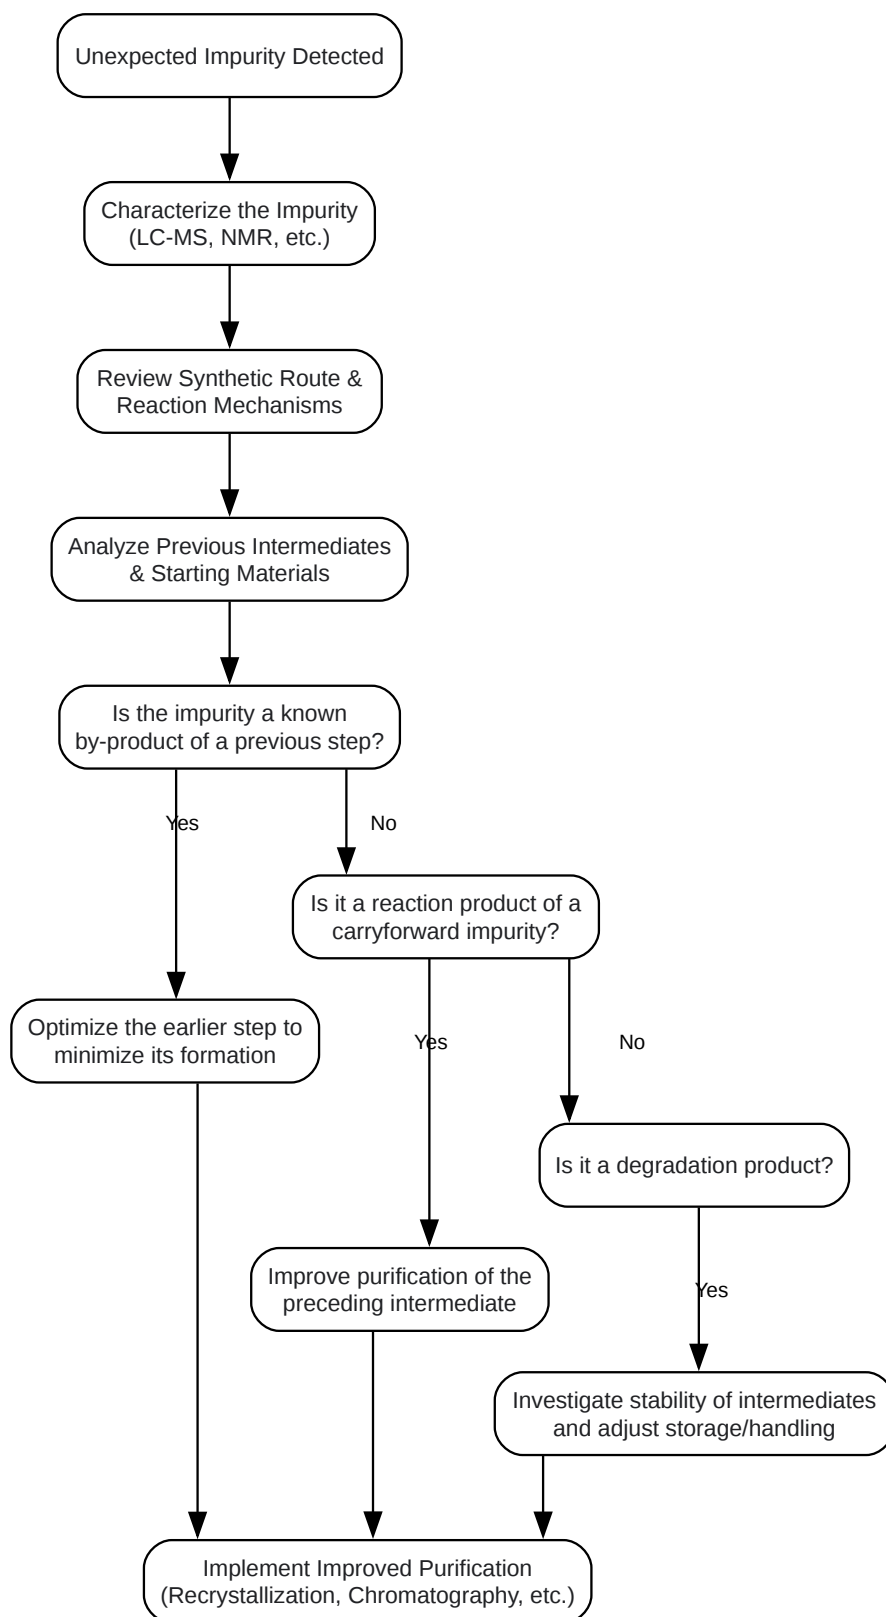 Unexpected Impurity Detected
Characterize the Impurity
(LC-MS, NMR, etc.)
Review Synthetic Route &
Reaction Mechanisms
Analyze Previous Intermediates
& Starting Materials
Is the impurity a known
by-product of a previous step?
Yes
No
Is it a reaction product of a
carryforward impurity?
Optimize the earlier step to
minimize its formation
Yes
No
Is it a degradation product?
Improve purification of the
preceding intermediate
Yes
Investigate stability of intermediates
and adjust storage/handling
Implement Improved Purification
(Recrystallization, Chromatography, etc.)